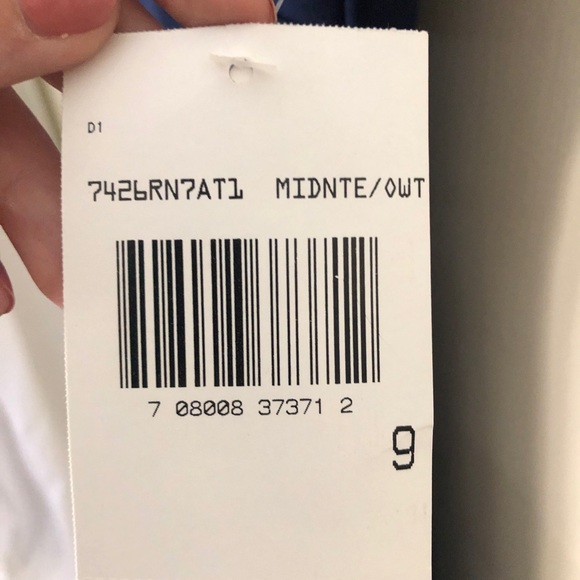 D1
7426RN7AT1 MIDNTE/OWT
7 08008 37371 2
9